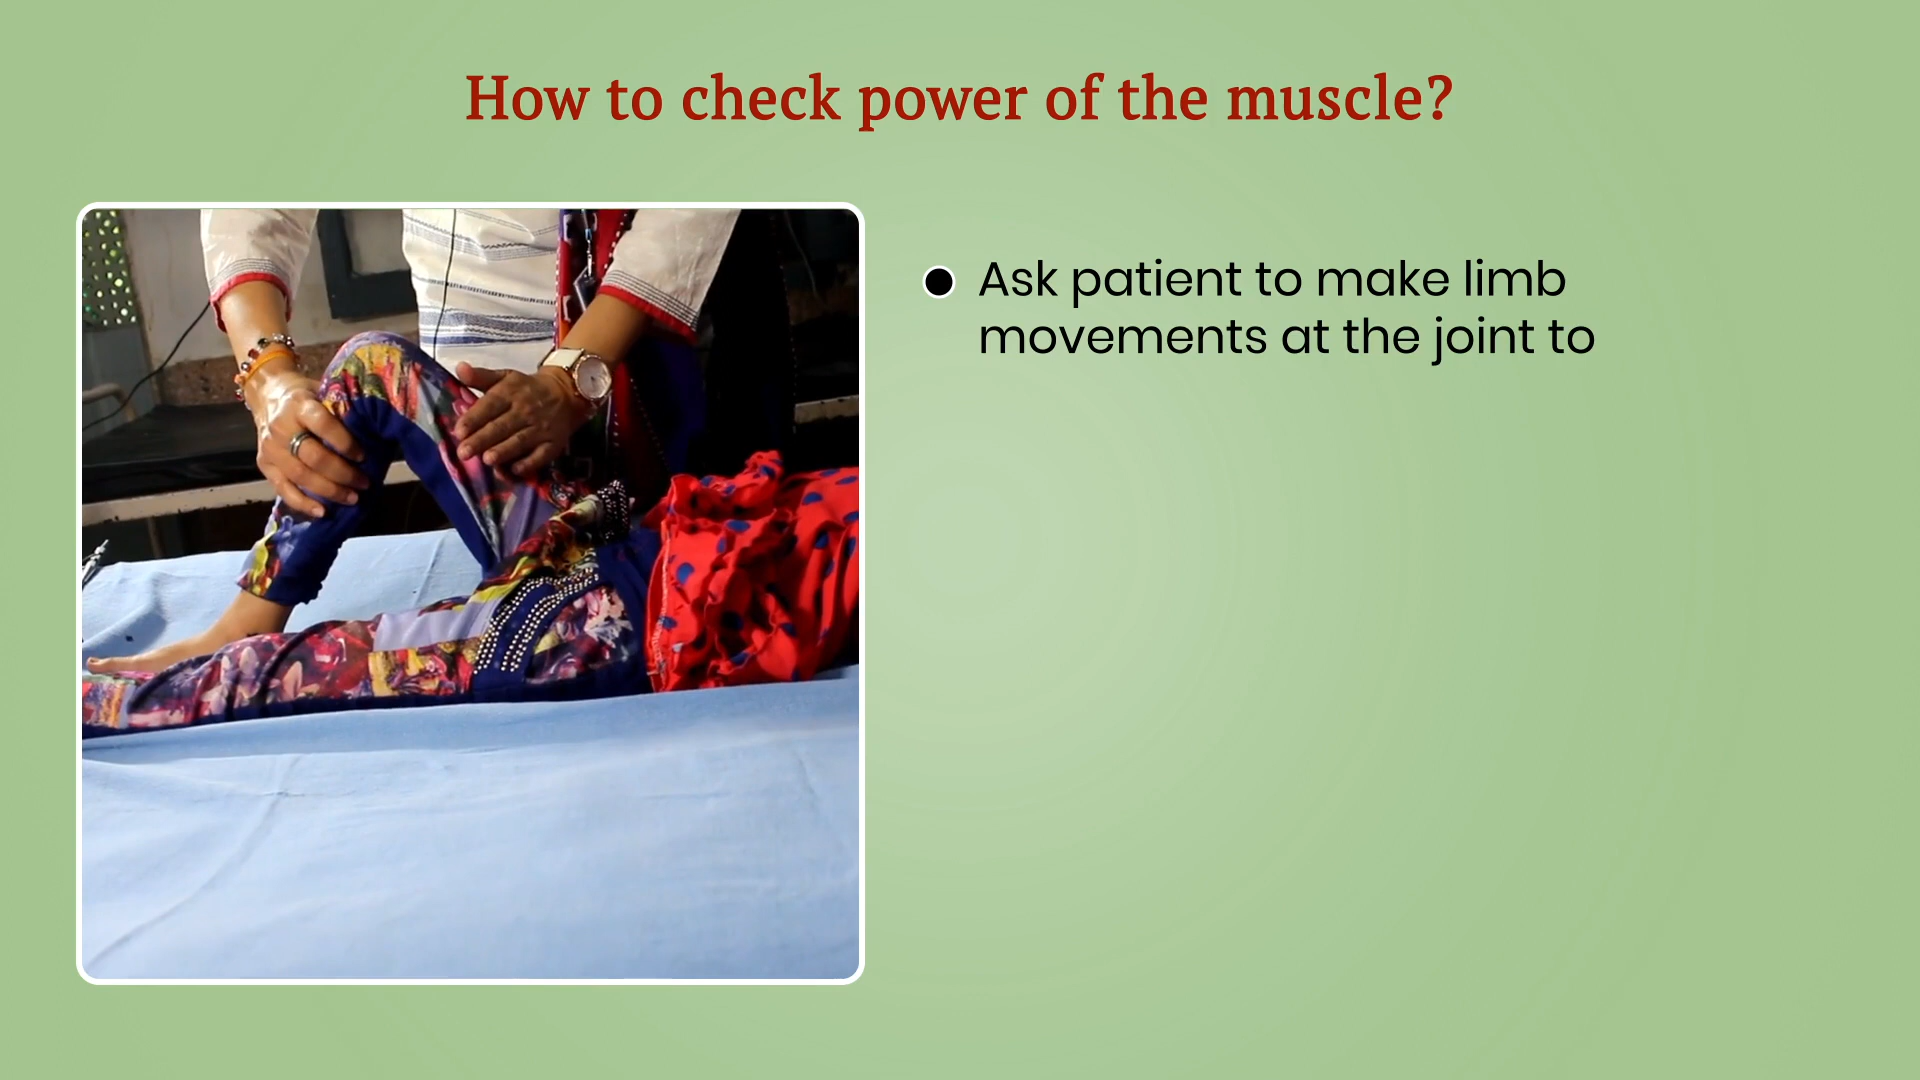 How to check power of the muscle?
Ask patient to make limb
movements at the joint to